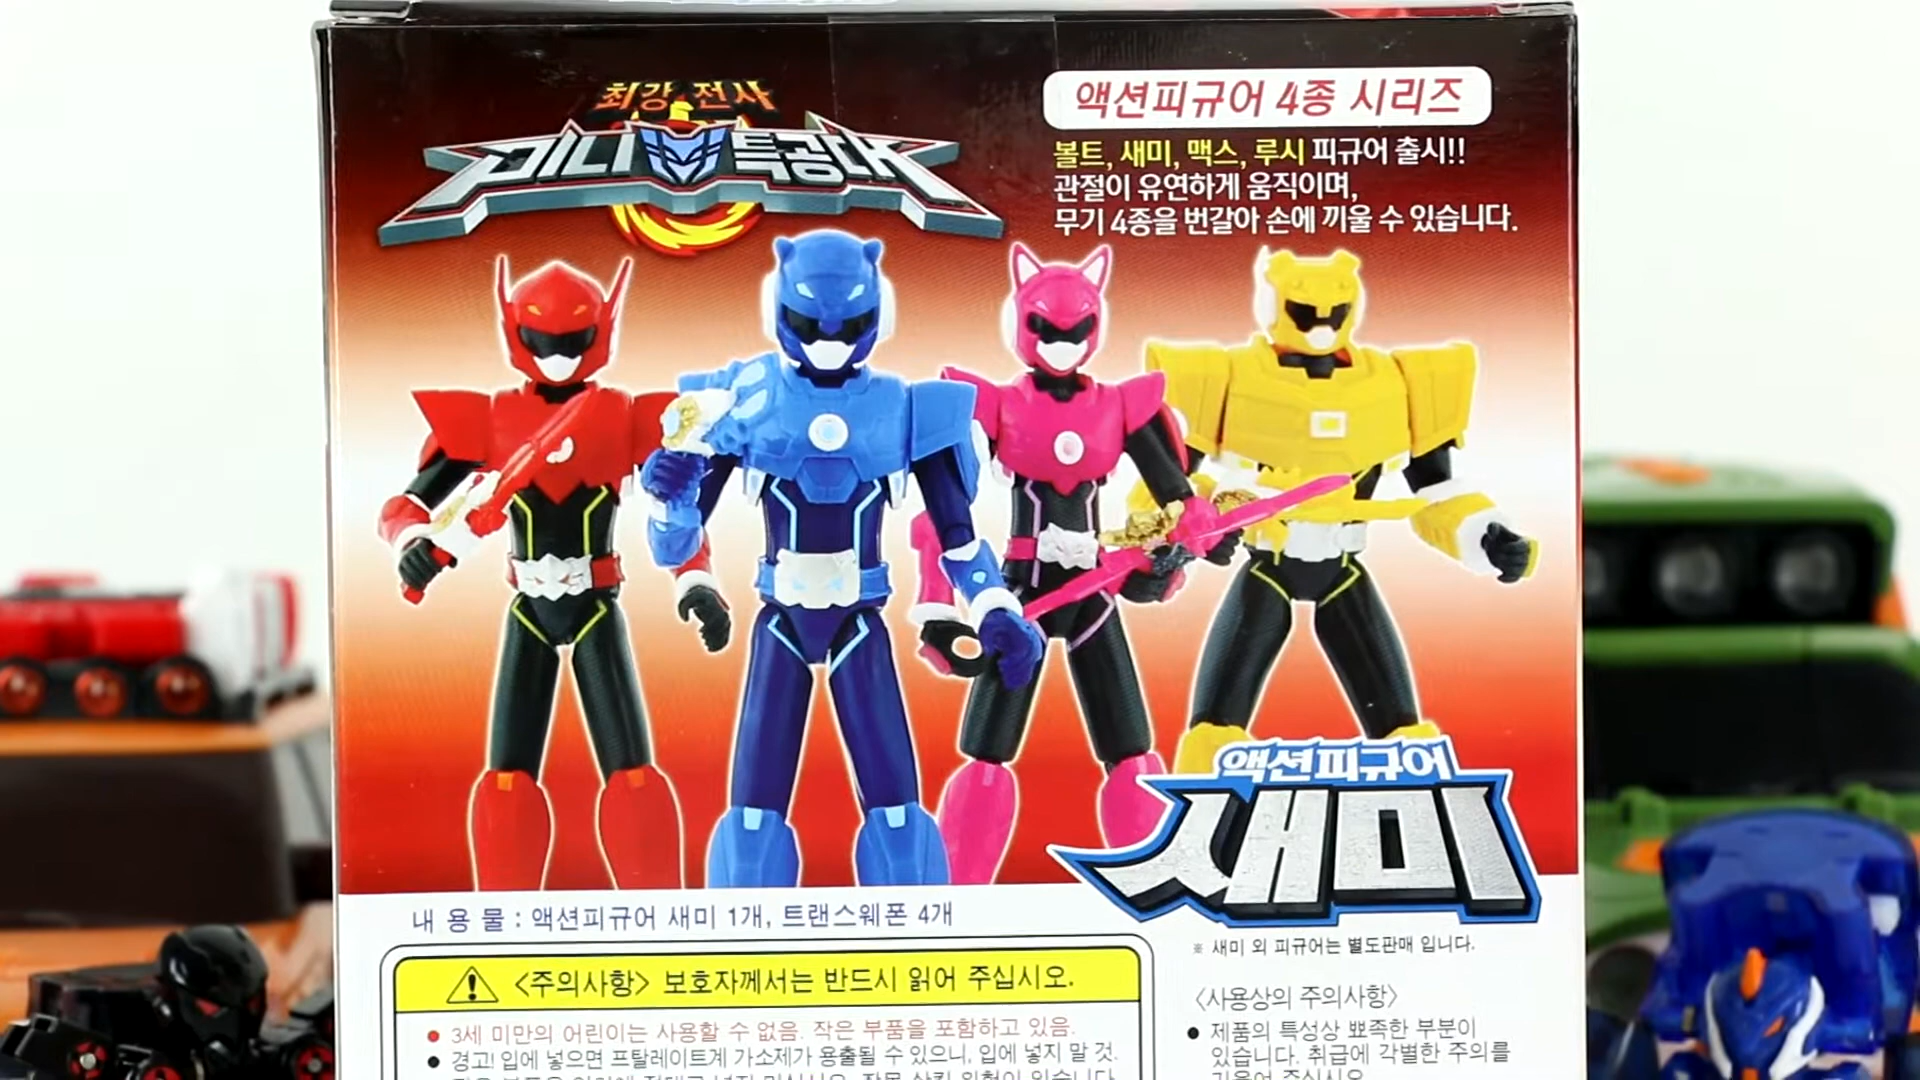 최강전사
미니특공대
액션피규어 4종 시리즈
볼트, 새미, 맥스, 루시 피규어 출시!!
관절이 유연하게 움직이며,
무기 4종을 번갈아 손에 끼울 수 있습니다.
액션피규어
새미
내 용 물 : 액션피규어 새미 1개, 트랜스웨폰 4개
※ 새미 외 피규어는 별도판매 입니다.
<주의사항> 보호자께서는 반드시 읽어 주십시오.
● 3세 미만의 어린이는 사용할 수 없음. 작은 부품을 포함하고 있음.
● 경고! 입에 넣으면 프탈레이트계 가소제가 용출될 수 있으니, 입에 넣지 말 것.
<사용상의 주의사항>
● 제품의 특성상 뾰족한 부분이
있습니다. 취급에 각별한 주의를